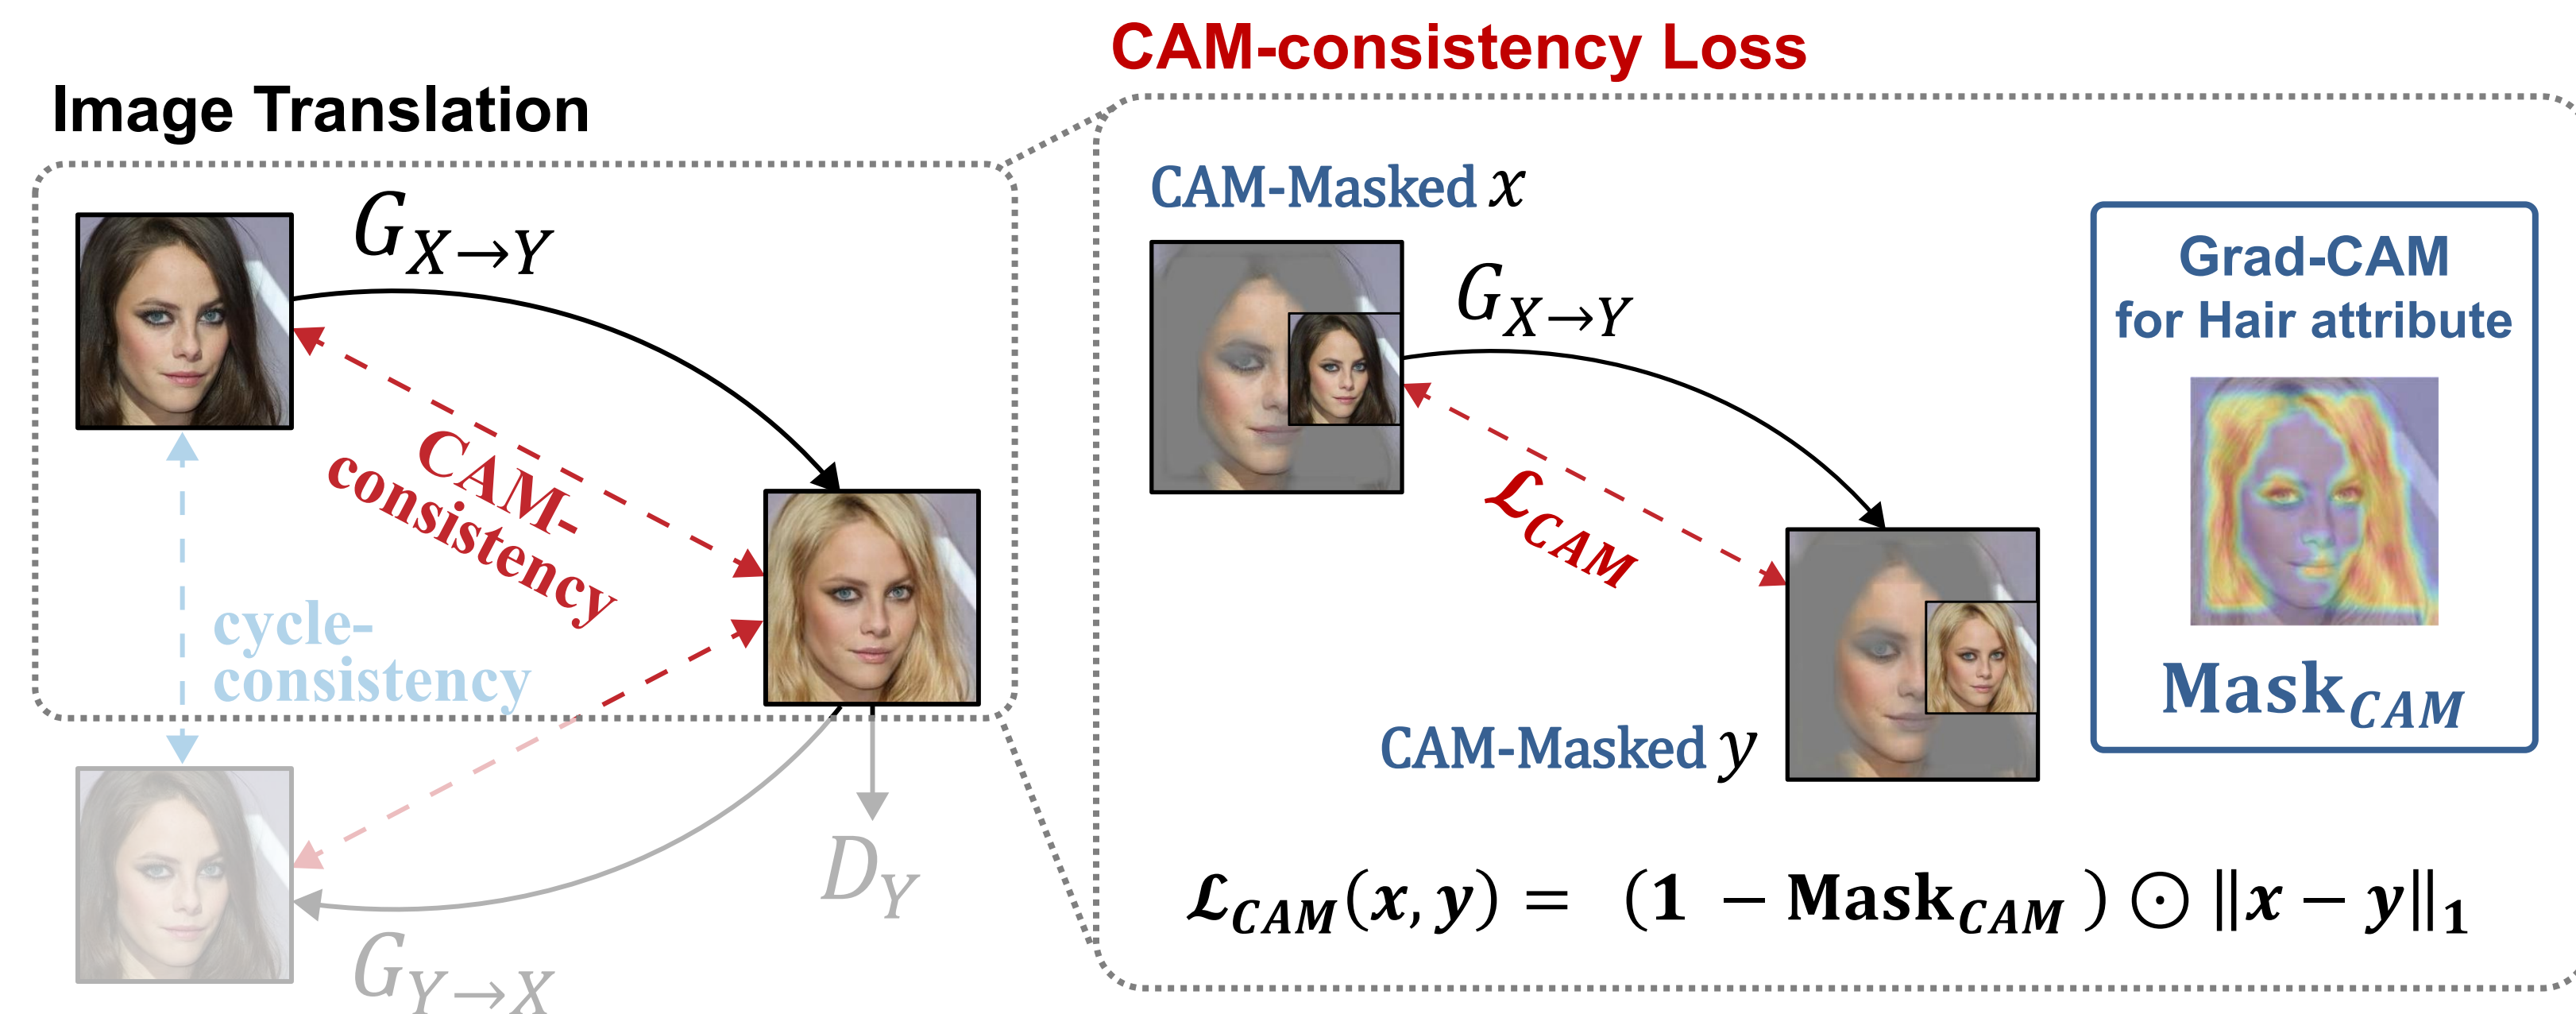 CAM-consistency Loss
Image Translation
G_{X→Y}
CAM-
consistency
cycle-
consistency
D_Y
G_{Y→X}
CAM-Masked x
G_{X→Y}
ℒ_{CAM}
CAM-Masked y
Grad-CAM
for Hair attribute
Mask_{CAM}
ℒ_{CAM}(x, y) = (1 − Mask_{CAM}) ⊙ ‖x − y‖_1